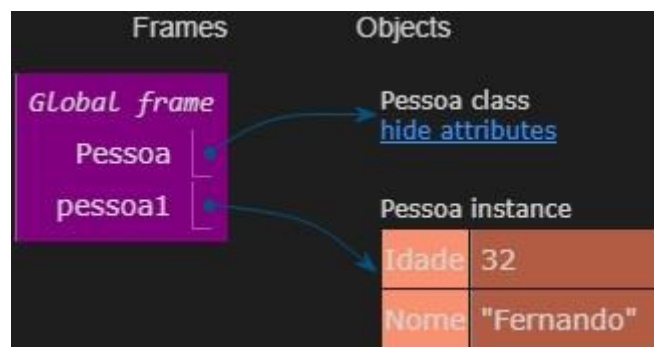 Frames Objects
Global frame
Pessoa
pessoa1
Pessoa class
hide attributes
Pessoa instance
Idade 32
Nome "Fernando"